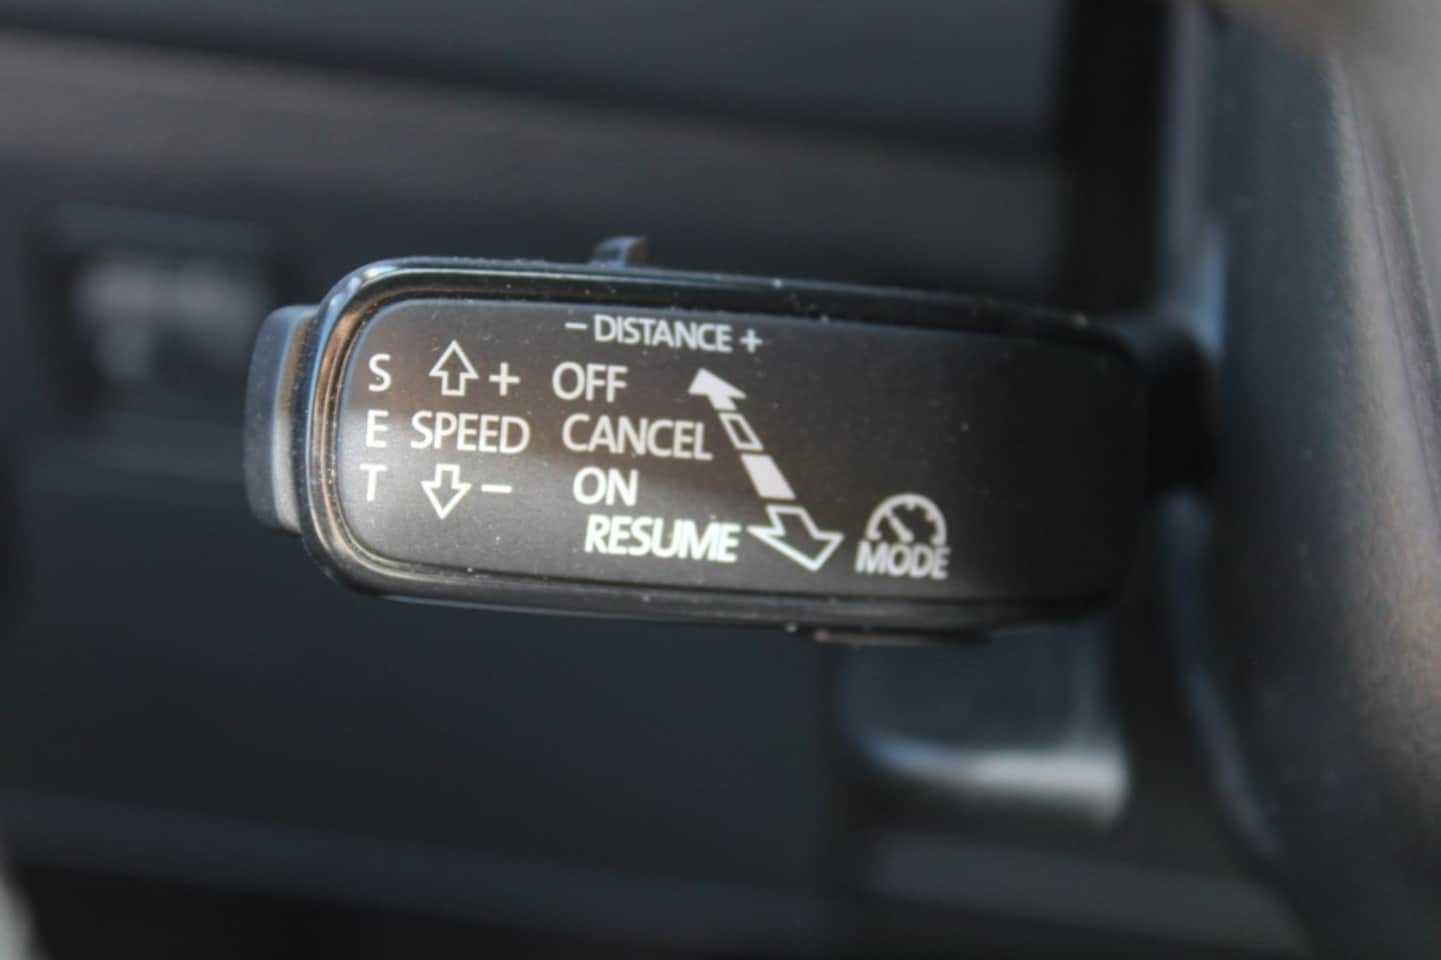 – DISTANCE +
S + OFF
E SPEED CANCEL
T – ON
RESUME
MODE